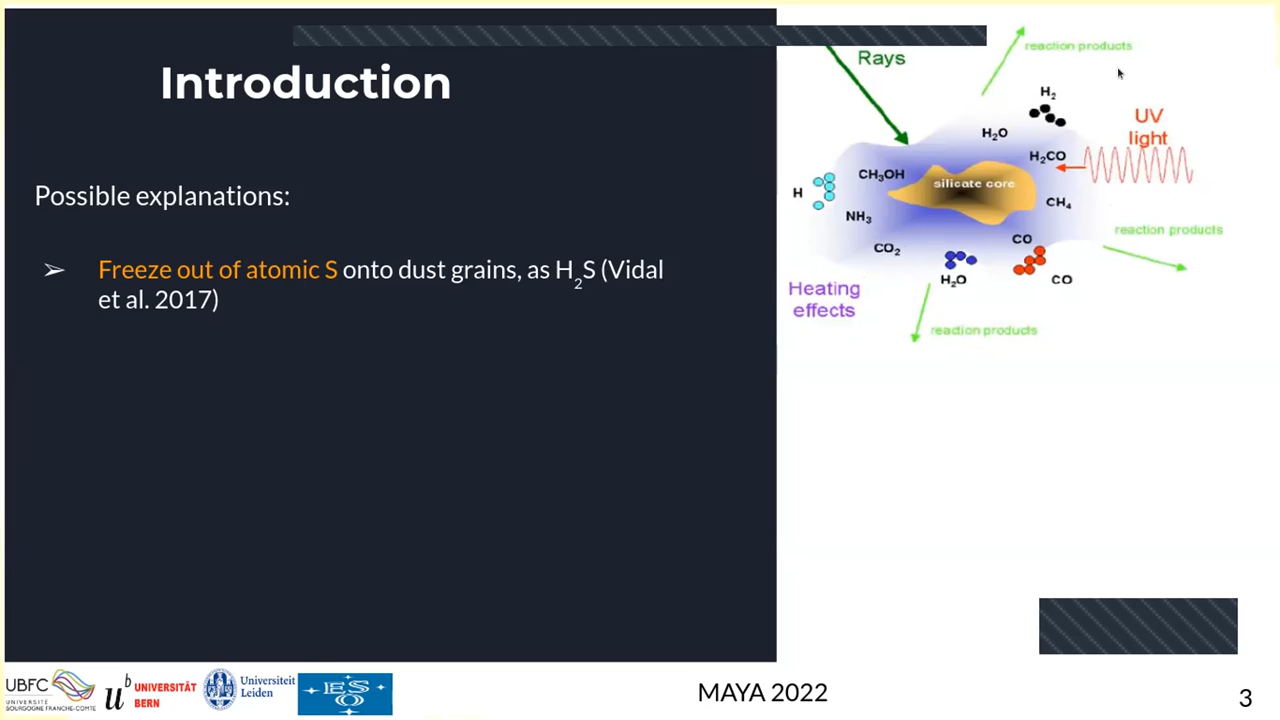 Introduction
Possible explanations:
➢ Freeze out of atomic S onto dust grains, as H₂S (Vidal
et al. 2017)
Rays
reaction products
H₂
UV
light
H₂O
H₂CO
CH₃OH
silicate core
H
CH₄
NH₃
reaction products
CO
CO₂
H₂O
CO
Heating
effects
reaction products
UBFC
UNIVERSITÉ
BOURGOGNE FRANCHE-COMTÉ
u
b
UNIVERSITÄT
BERN
Universiteit
Leiden
ESO
MAYA 2022
3